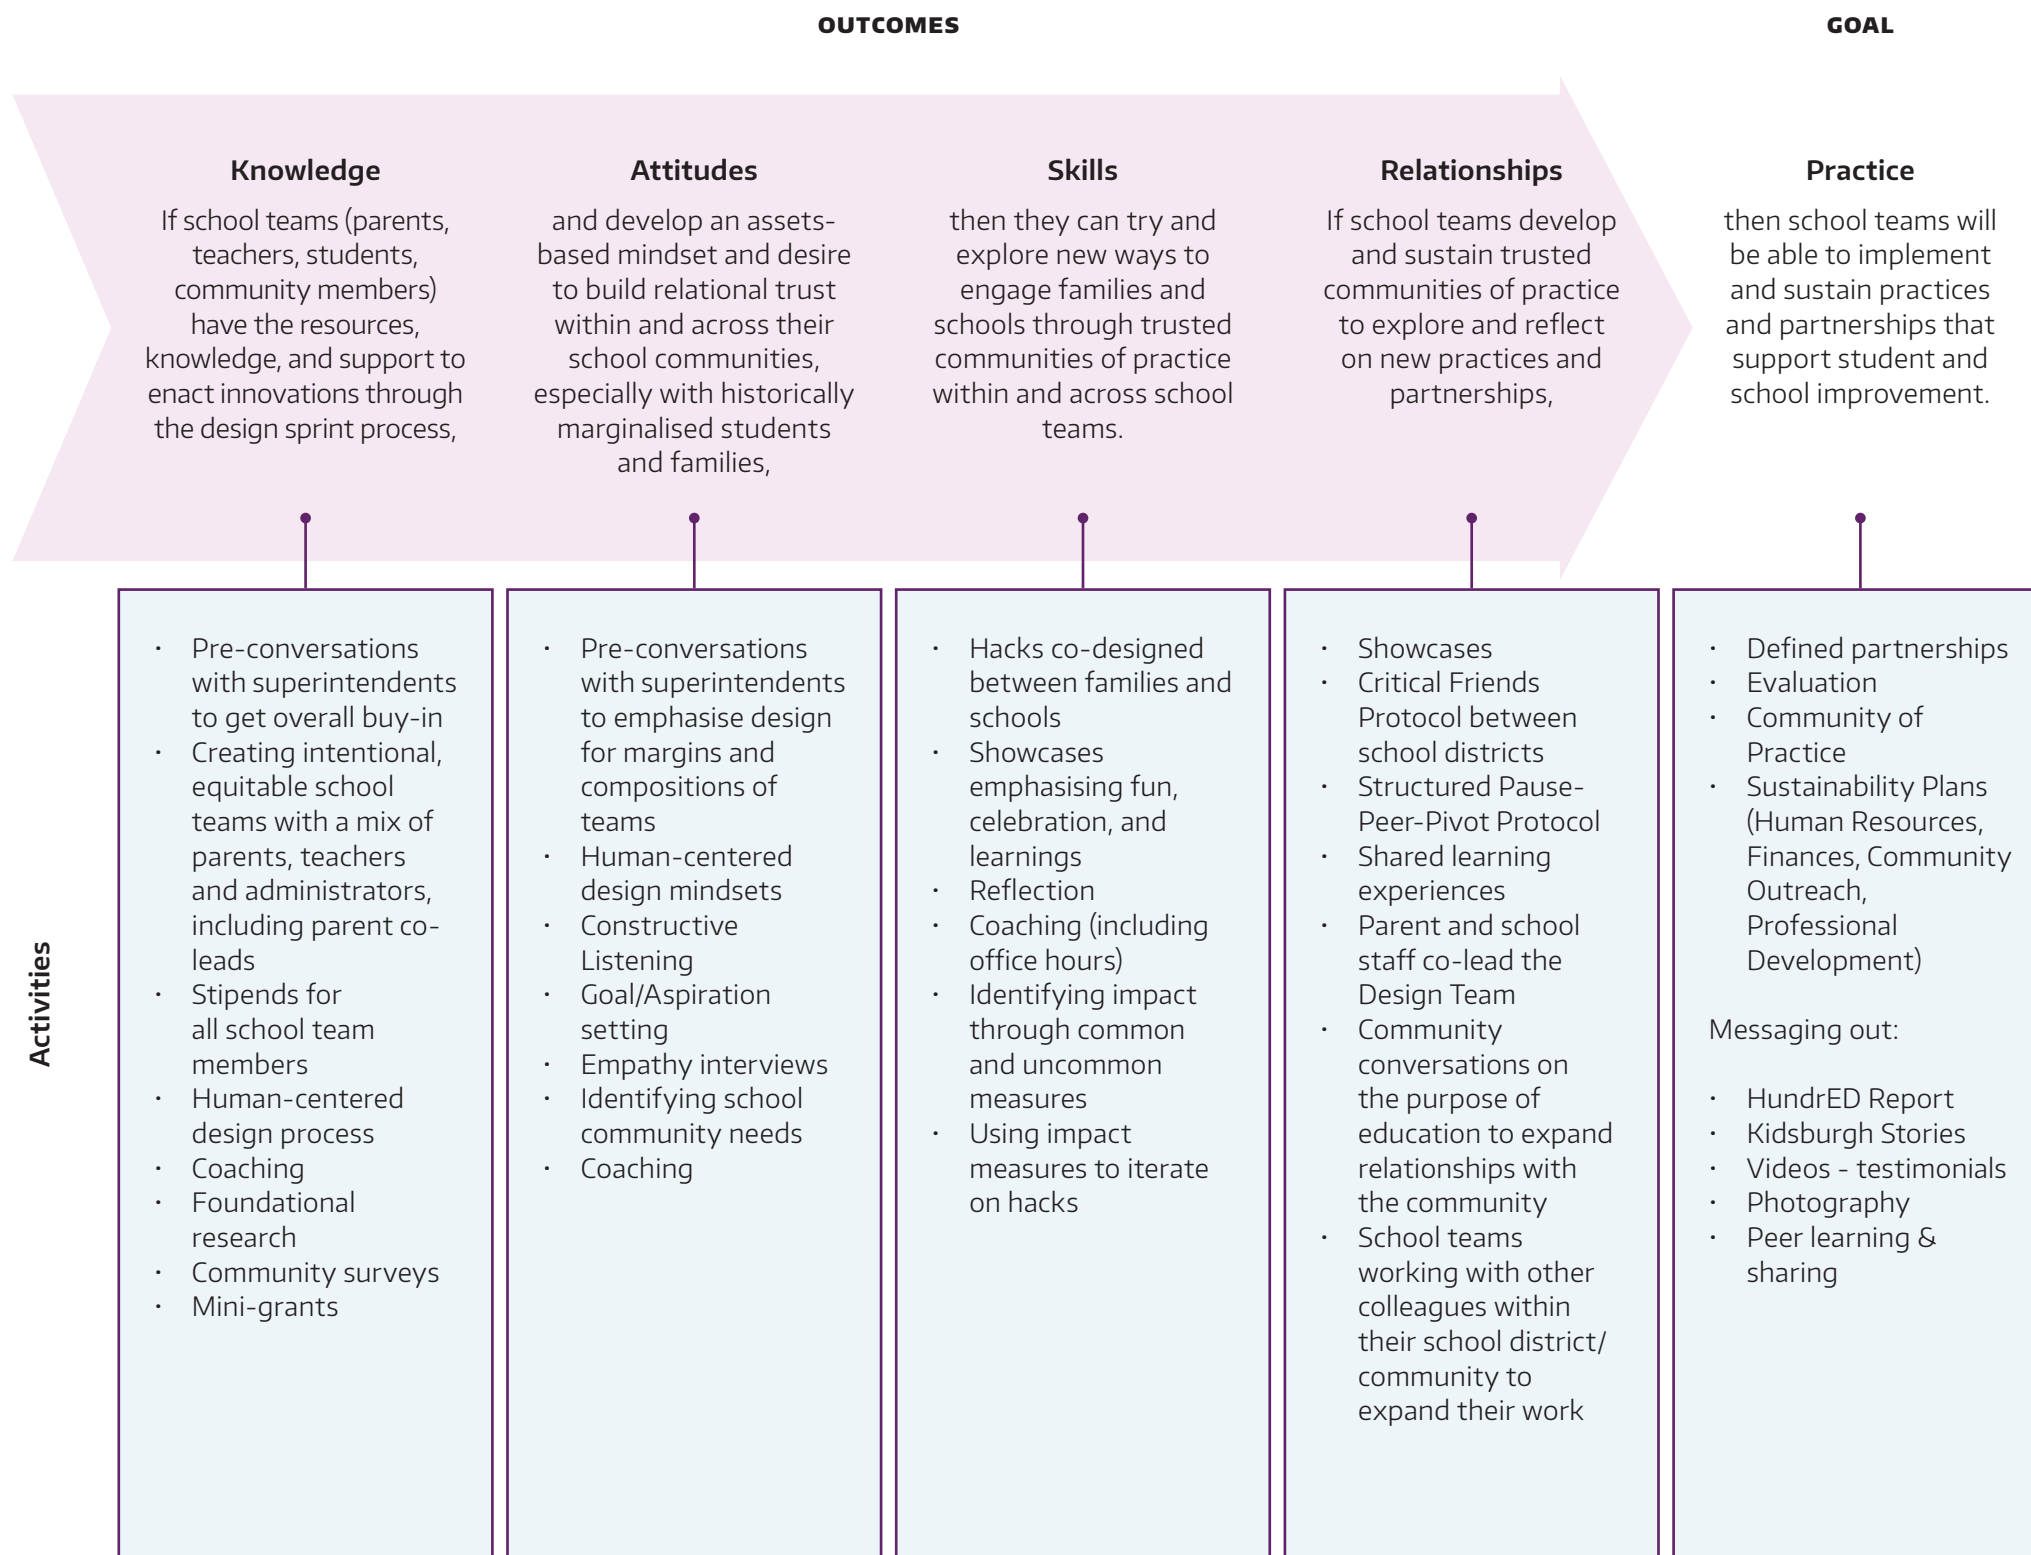 OUTCOMES
GOAL
Knowledge
If school teams (parents,
teachers, students,
community members)
have the resources,
knowledge, and support to
enact innovations through
the design sprint process,
Attitudes
and develop an assets-
based mindset and desire
to build relational trust
within and across their
school communities,
especially with historically
marginalised students
and families,
Skills
then they can try and
explore new ways to
engage families and
schools through trusted
communities of practice
within and across school
teams.
Relationships
If school teams develop
and sustain trusted
communities of practice
to explore and reflect
on new practices and
partnerships,
Practice
then school teams will
be able to implement
and sustain practices
and partnerships that
support student and
school improvement.
Activities
• Pre-conversations
with superintendents
to get overall buy-in
• Creating intentional,
equitable school
teams with a mix of
parents, teachers
and administrators,
including parent co-
leads
• Stipends for
all school team
members
• Human-centered
design process
• Coaching
• Foundational
research
• Community surveys
• Mini-grants
• Pre-conversations
with superintendents
to emphasise design
for margins and
compositions of
teams
• Human-centered
design mindsets
• Constructive
Listening
• Goal/Aspiration
setting
• Empathy interviews
• Identifying school
community needs
• Coaching
• Hacks co-designed
between families and
schools
• Showcases
emphasising fun,
celebration, and
learnings
• Reflection
• Coaching (including
office hours)
• Identifying impact
through common
and uncommon
measures
• Using impact
measures to iterate
on hacks
• Showcases
• Critical Friends
Protocol between
school districts
• Structured Pause-
Peer-Pivot Protocol
• Shared learning
experiences
• Parent and school
staff co-lead the
Design Team
• Community
conversations on
the purpose of
education to expand
relationships with
the community
• School teams
working with other
colleagues within
their school district/
community to
expand their work
• Defined partnerships
• Evaluation
• Community of
Practice
• Sustainability Plans
(Human Resources,
Finances, Community
Outreach,
Professional
Development)
Messaging out:
• HundrED Report
• Kidsburgh Stories
• Videos - testimonials
• Photography
• Peer learning &
sharing